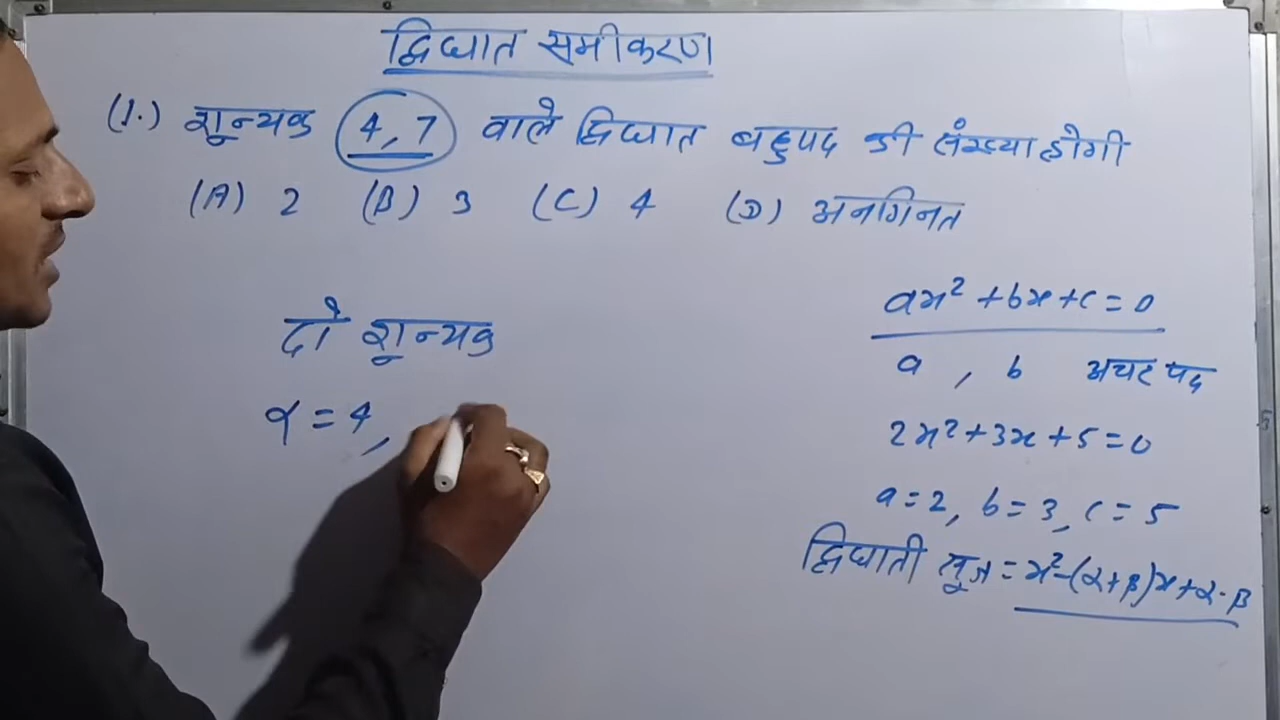 द्विघात समीकरण
(1.) शून्यक 4, 7 वाले द्विघात बहुपद की संख्या होगी
(A) 2 (B) 3 (C) 4 (D) अनगिनत
दो शून्यक
α = 4,
ax² + bx + c = 0
a , b अचर पद
2x² + 3x + 5 = 0
a = 2, b = 3, c = 5
द्विघाती सूत्र = x² - (α + β)x + α · β